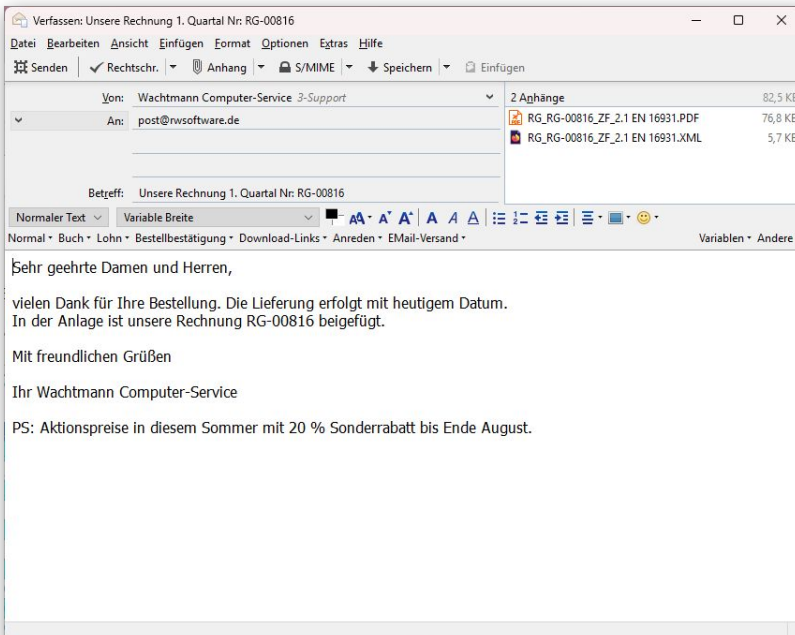 Verfassen: Unsere Rechnung 1. Quartal Nr: RG-00816
Datei Bearbeiten Ansicht Einfügen Format Optionen Extras Hilfe
Senden Rechtschr. Anhang S/MIME Speichern Einfügen
Von: Wachtmann Computer-Service 3-Support
An: post@rwsoftware.de
2 Anhänge 82,5 KB
RG_RG-00816_ZF_2.1 EN 16931.PDF 76,8 KB
RG_RG-00816_ZF_2.1 EN 16931.XML 5,7 KB
Betreff: Unsere Rechnung 1. Quartal Nr: RG-00816
Normaler Text Variable Breite
Normal Buch Lohn Bestellbestätigung Download-Links Anreden EMail-Versand Variablen Andere
Sehr geehrte Damen und Herren,
vielen Dank für Ihre Bestellung. Die Lieferung erfolgt mit heutigem Datum.
In der Anlage ist unsere Rechnung RG-00816 beigefügt.
Mit freundlichen Grüßen
Ihr Wachtmann Computer-Service
PS: Aktionspreise in diesem Sommer mit 20 % Sonderrabatt bis Ende August.